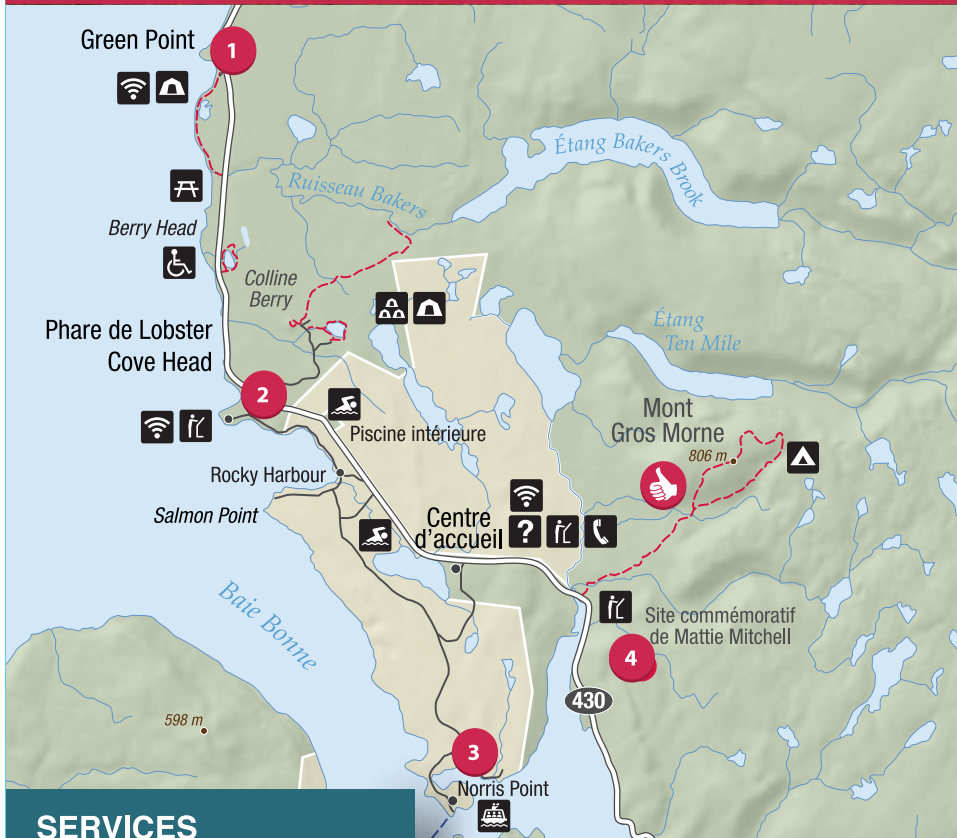 Green Point
1
Étang Bakers
Brook
Ruisseau Bakers
Berry Head
Colline
Berry
Phare de Lobster
Cove Head
Étang
Ten Mile
2
Mont
Gros Morne
806 m
Piscine intérieure
Rocky Harbour
Salmon Point
Centre
d'accueil
?
Baie Bonne
Site commémoratif
de Mattie Mitchell
4
430
598 m
3
Norris Point
SERVICES